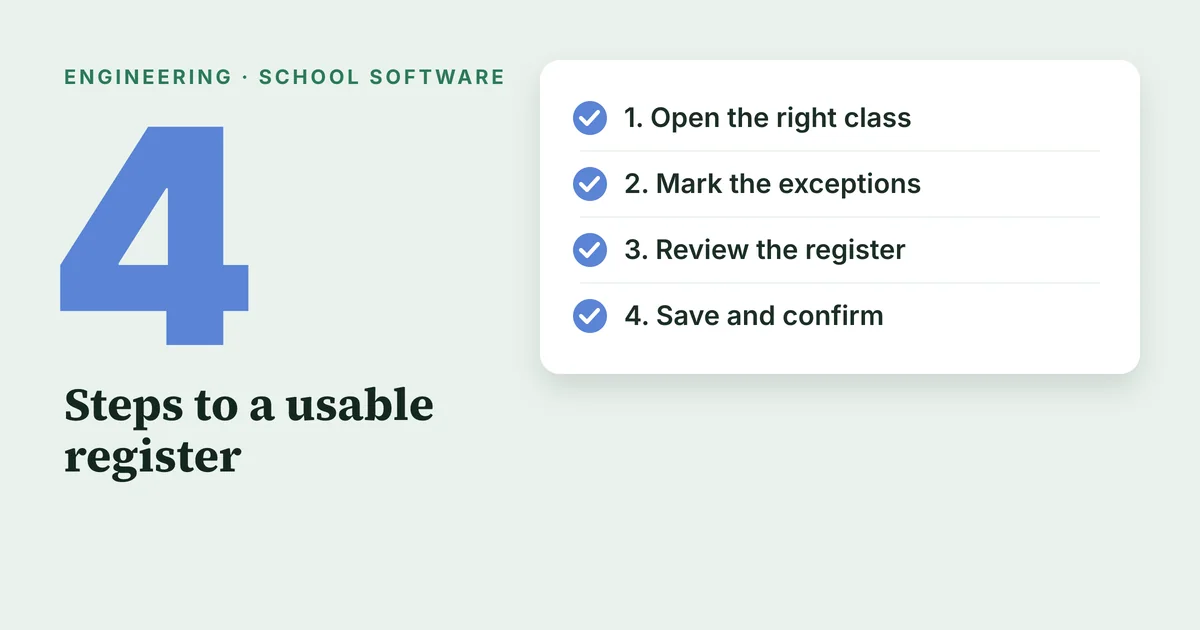 ENGINEERING · SCHOOL SOFTWARE
4
Steps to a usable
register
1. Open the right class
2. Mark the exceptions
3. Review the register
4. Save and confirm